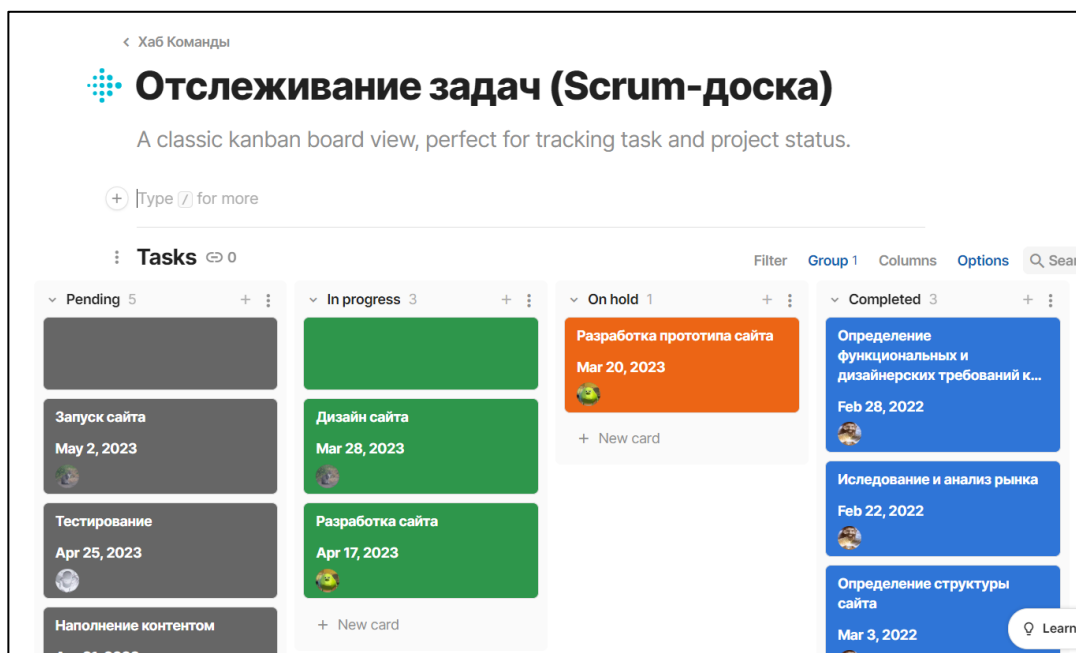 Хаб Команды
Отслеживание задач (Scrum-доска)
A classic kanban board view, perfect for tracking task and project status.
Type / for more
Tasks 0
Filter Group 1 Columns Options
Pending 5
Запуск сайта
May 2, 2023
Тестирование
Apr 25, 2023
Наполнение контентом
In progress 3
Дизайн сайта
Mar 28, 2023
Разработка сайта
Apr 17, 2023
+ New card
On hold 1
Разработка прототипа сайта
Mar 20, 2023
+ New card
Completed 3
Определение
функциональных и
дизайнерских требований к...
Feb 28, 2022
Иследование и анализ рынка
Feb 22, 2022
Определение структуры
сайта
Mar 3, 2022
Learn